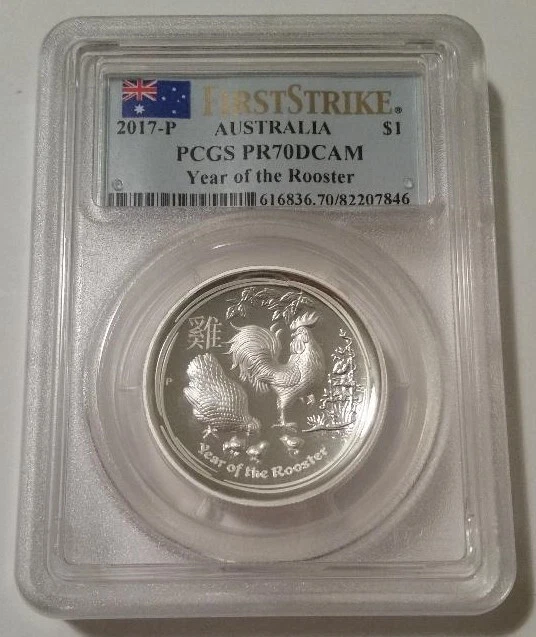 FIRSTSTRIKE®
2017-P AUSTRALIA $1
PCGS PR70DCAM
Year of the Rooster
616836.70/82207846
雞
P
Year of the Rooster